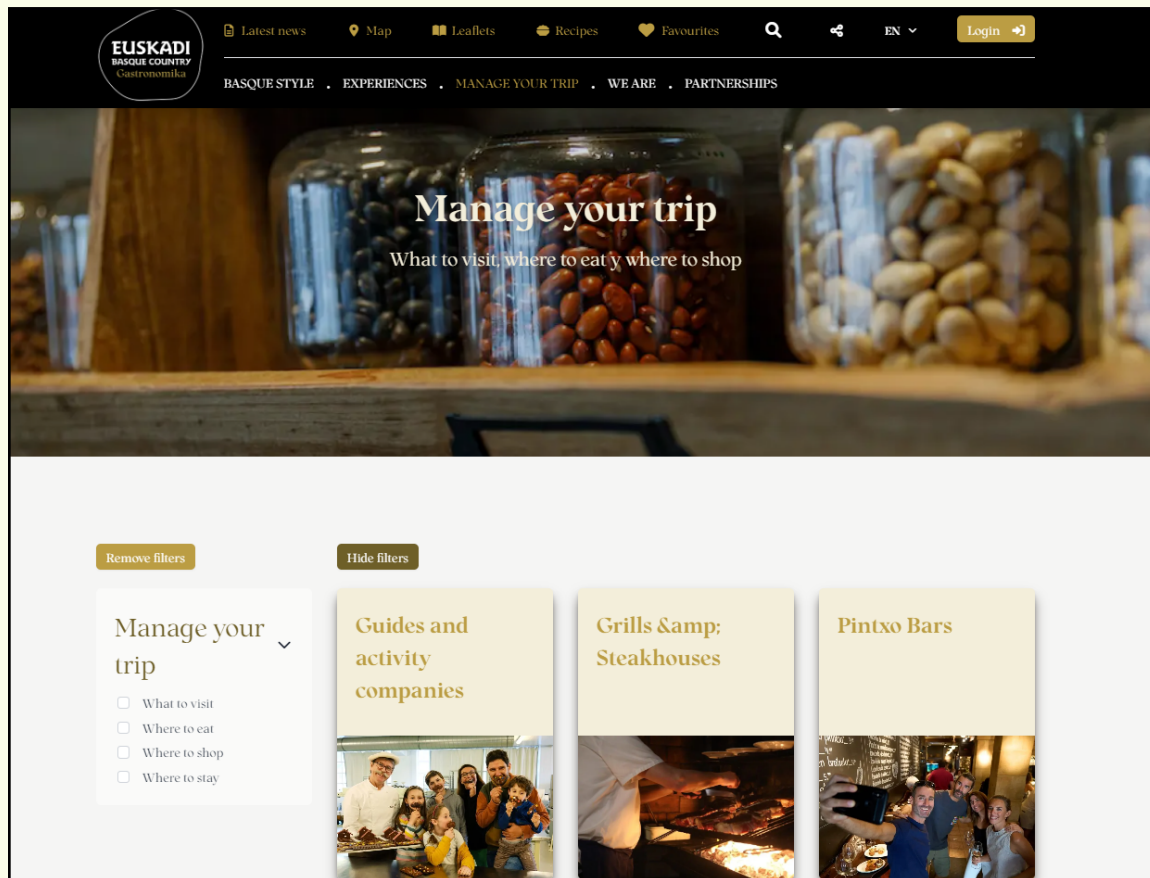 EUSKADI
BASQUE COUNTRY
Gastronomika
Latest news
Map
Leaflets
Recipes
Favourites
EN
Login
BASQUE STYLE . EXPERIENCES . MANAGE YOUR TRIP . WE ARE . PARTNERSHIPS
Manage your trip
What to visit, where to eat y where to shop
Remove filters
Hide filters
Manage your
trip
What to visit
Where to eat
Where to shop
Where to stay
Guides and
activity
companies
Grills &amp;
Steakhouses
Pintxo Bars